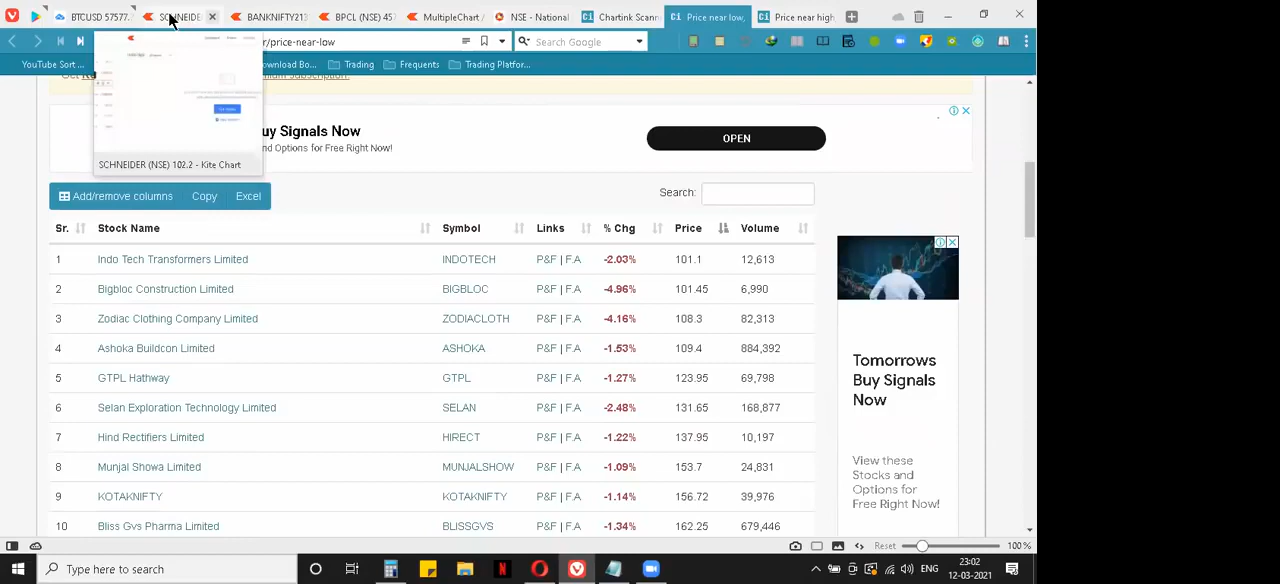 BTCUSD 57577.
SCHNEIDE
BANKNIFTY213
BPCL (NSE) 457
MultipleChart /
NSE - National
Chartink Scann
Price near low,
Price near high,
r/price-near-low
Search Google
YouTube Sort ...
ownload Bo...
Trading
Frequents
Trading Platfor...
SCHNEIDER (NSE) 102.2 - Kite Chart
uy Signals Now
nd Options for Free Right Now!
OPEN
Add/remove columns Copy Excel
Search:
Sr. Stock Name Symbol Links % Chg Price Volume
1 Indo Tech Transformers Limited INDOTECH P&F | F.A -2.03% 101.1 12,613
2 Bigbloc Construction Limited BIGBLOC P&F | F.A -4.96% 101.45 6,990
3 Zodiac Clothing Company Limited ZODIACLOTH P&F | F.A -4.16% 108.3 82,313
4 Ashoka Buildcon Limited ASHOKA P&F | F.A -1.53% 109.4 884,392
5 GTPL Hathway GTPL P&F | F.A -1.27% 123.95 69,798
6 Selan Exploration Technology Limited SELAN P&F | F.A -2.48% 131.65 168,877
7 Hind Rectifiers Limited HIRECT P&F | F.A -1.22% 137.95 10,197
8 Munjal Showa Limited MUNJALSHOW P&F | F.A -1.09% 153.7 24,831
9 KOTAKNIFTY KOTAKNIFTY P&F | F.A -1.14% 156.72 39,976
10 Bliss Gvs Pharma Limited BLISSGVS P&F | F.A -1.34% 162.25 679,446
Tomorrows
Buy Signals
Now
View these
Stocks and
Options for
Free Right Now!
Reset 100 %
Type here to search
ENG
23:02
12-03-2021